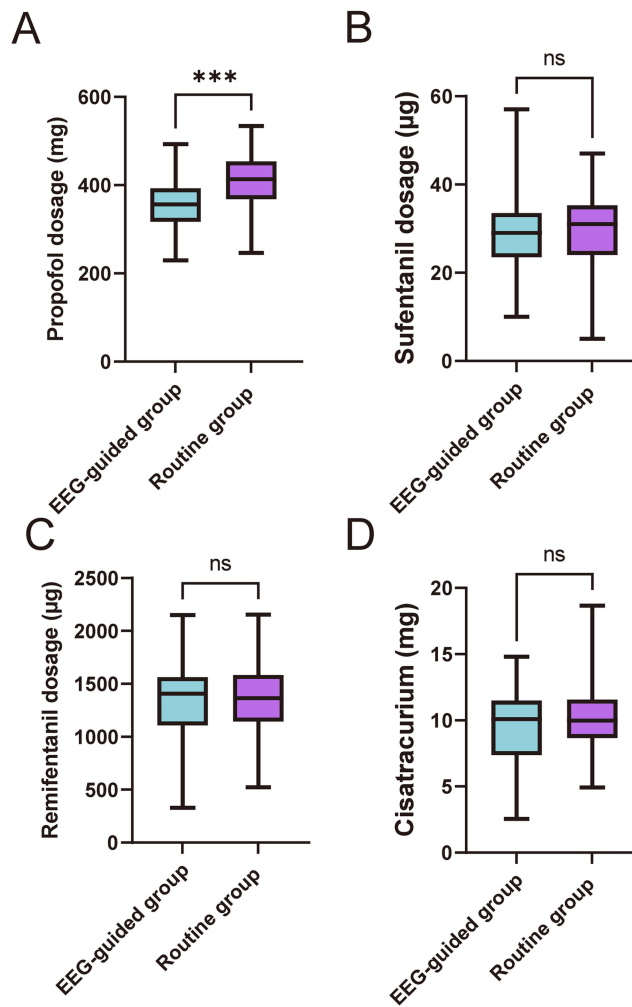 A
***
Propofol dosage (mg)
600
400
200
0
EEG-guided group
Routine group
B
ns
Sufentanil dosage (μg)
60
40
20
0
EEG-guided group
Routine group
C
ns
Remifentanil dosage (μg)
2500
2000
1500
1000
500
0
EEG-guided group
Routine group
D
ns
Cisatracurium (mg)
20
15
10
5
0
EEG-guided group
Routine group